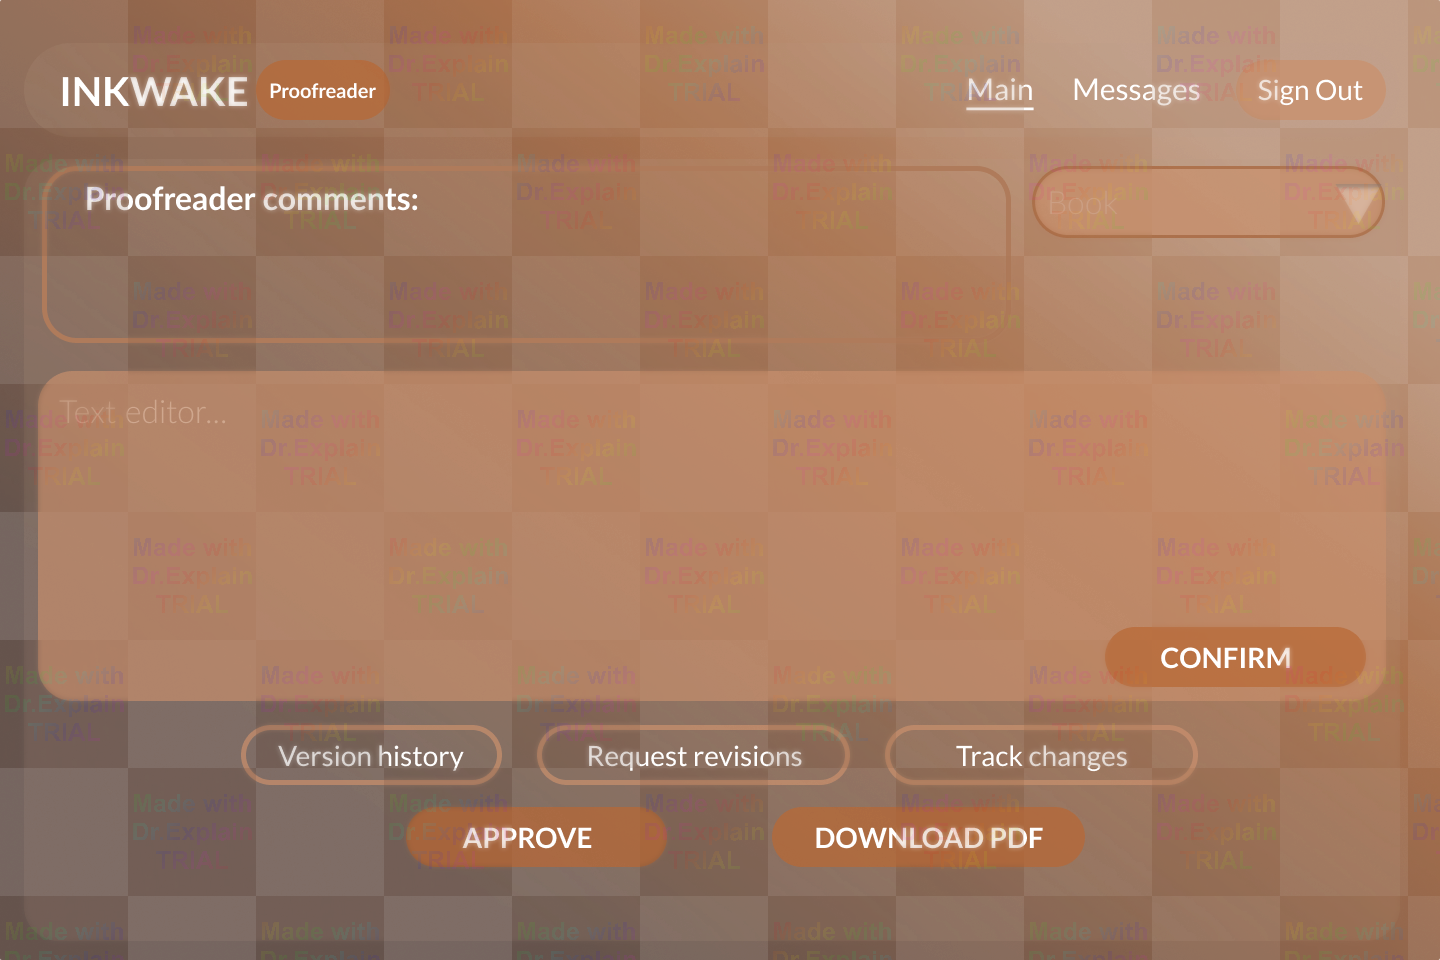 INKWAKE Proofreader Main Messages Sign Out
Proofreader comments:
Book
Text editor...
CONFIRM
Version history Request revisions Track changes
APPROVE DOWNLOAD PDF
Made with
Dr.Explain
TRIAL